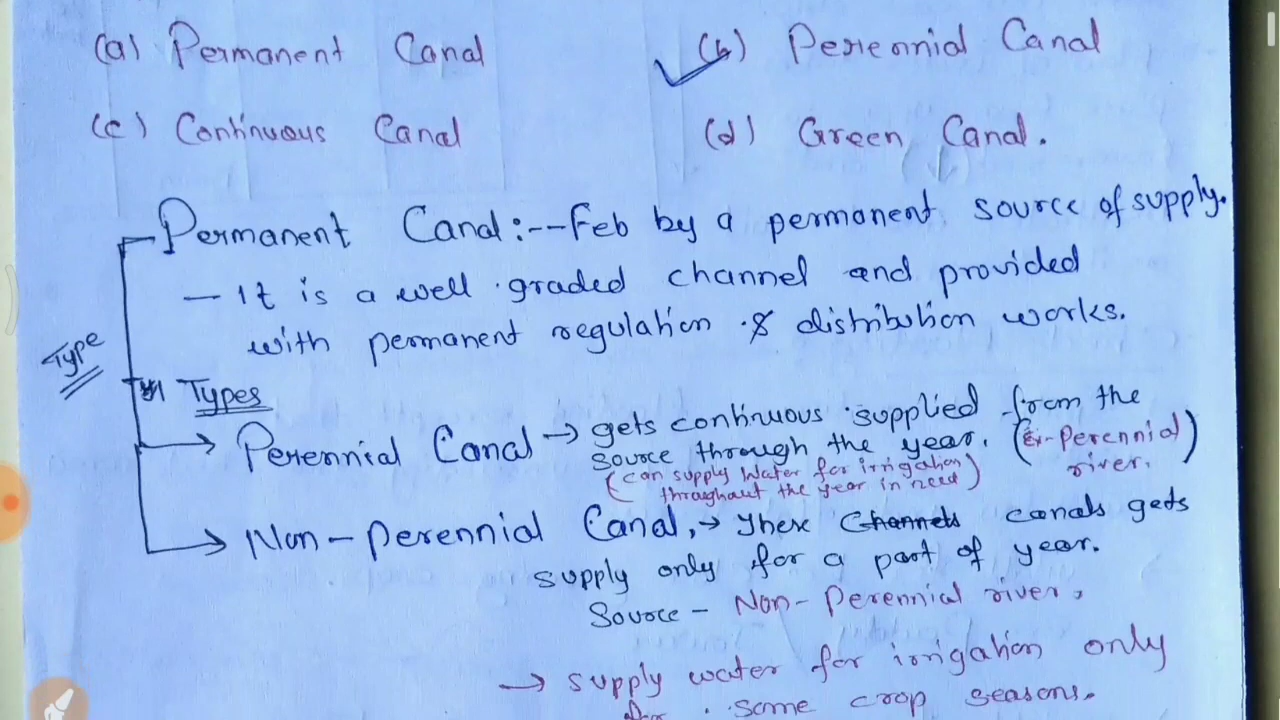 (a) Permanent Canal (b) Perennial Canal
(c) Continuous Canal (d) Green Canal.
Permanent Canal:-- Feb by a permanent source of supply.
— It is a well graded channel and provided
with permanent regulation & distribution works.
Type
Types
Perennial Canal → gets continuous supplied from the
source through the year. (Ex- Perennial
river.)
(can supply water for irrigation
throughout the year in need)
Non-perennial Canal, → These Channels canals gets
supply only for a part of year.
Source - Non-Perennial river,
→ supply water for irrigation only
for some crop seasons.